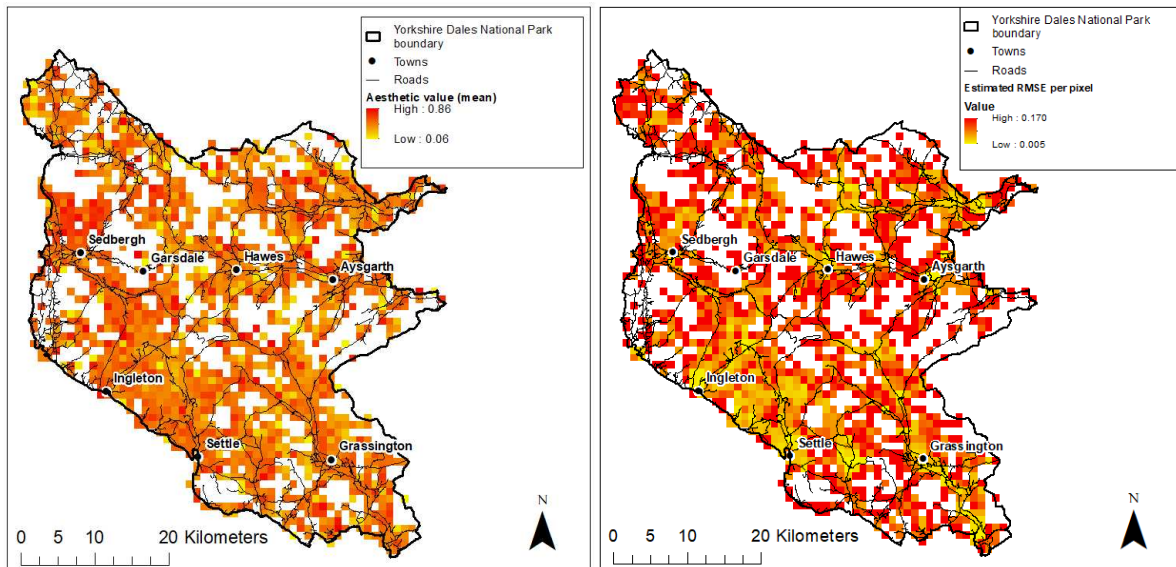 Yorkshire Dales National Park
boundary
Towns
Roads
Aesthetic value (mean)
High : 0.86
Low : 0.06
Sedbergh
Garsdale
Hawes
Aysgarth
Ingleton
Settle
Grassington
N
0 5 10 20 Kilometers
Yorkshire Dales National Park
boundary
Towns
Roads
Estimated RMSE per pixel
Value
High : 0.170
Low : 0.005
Sedbergh
Garsdale
Hawes
Aysgarth
Ingleton
Settle
Grassington
N
0 5 10 20 Kilometers